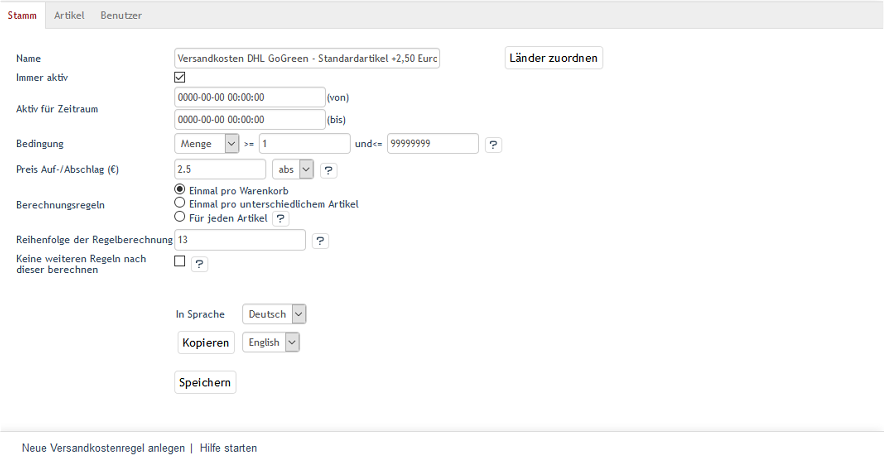 Stamm Artikel Benutzer
Name Versandkosten DHL GoGreen - Standardartikel +2,50 Euro Länder zuordnen
Immer aktiv
Aktiv für Zeitraum
0000-00-00 00:00:00 (von)
0000-00-00 00:00:00 (bis)
Bedingung Menge >= 1 und<= 99999999 ?
Preis Auf-/Abschlag (€) 2.5 abs ?
Berechnungsregeln
Einmal pro Warenkorb
Einmal pro unterschiedlichem Artikel
Für jeden Artikel ?
Reihenfolge der Regelberechnung 13 ?
Keine weiteren Regeln nach
dieser berechnen ?
In Sprache Deutsch
Kopieren English
Speichern
Neue Versandkostenregel anlegen | Hilfe starten